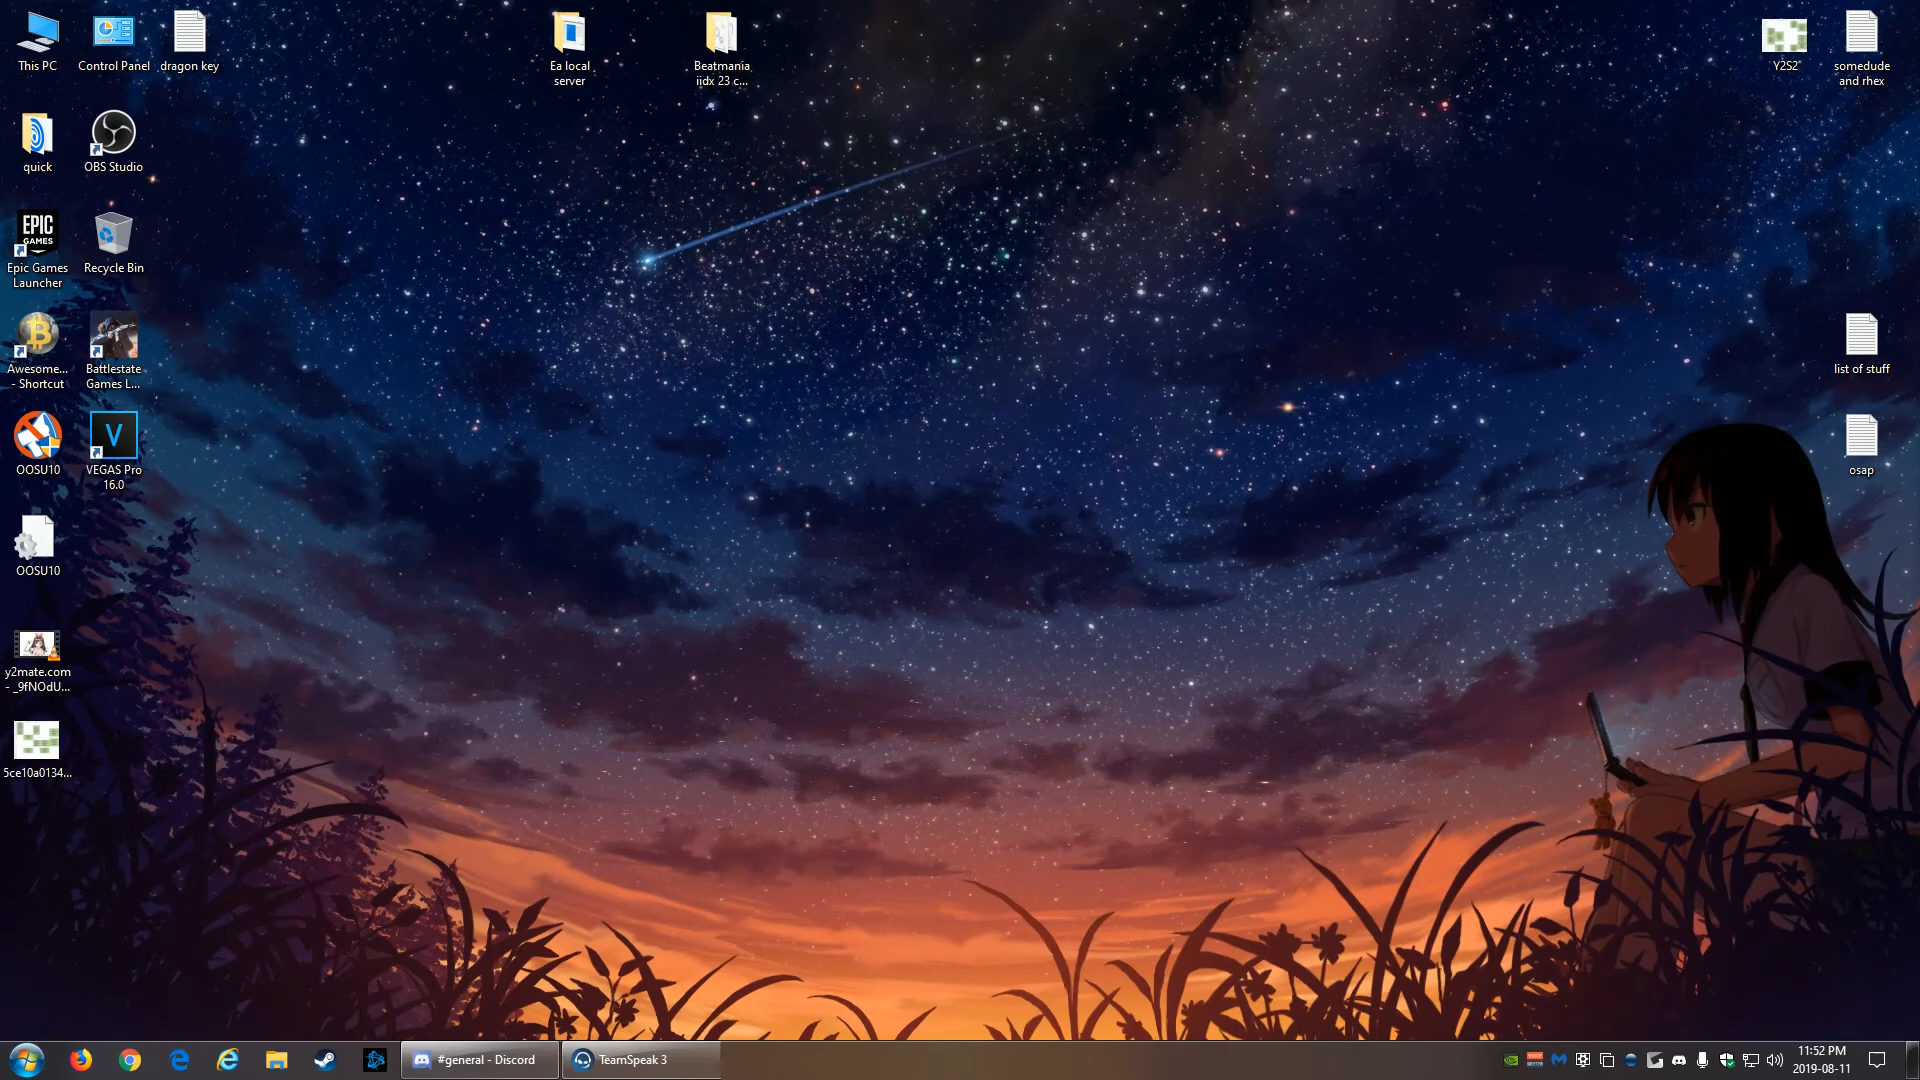 This PC
Control Panel
dragon key
Ea local
server
Beatmania
iidx 23 c...
Y2S2
somedude
and rhex
quick
OBS Studio
EPIC
GAMES
Epic Games
Launcher
Recycle Bin
Awesome...
- Shortcut
Battlestate
Games L...
list of stuff
OOSU10
V
VEGAS Pro
16.0
osap
OOSU10
y2mate.com
- _9fNOdU...
5ce10a0134...
#general - Discord
TeamSpeak 3
11:52 PM
2019-08-11